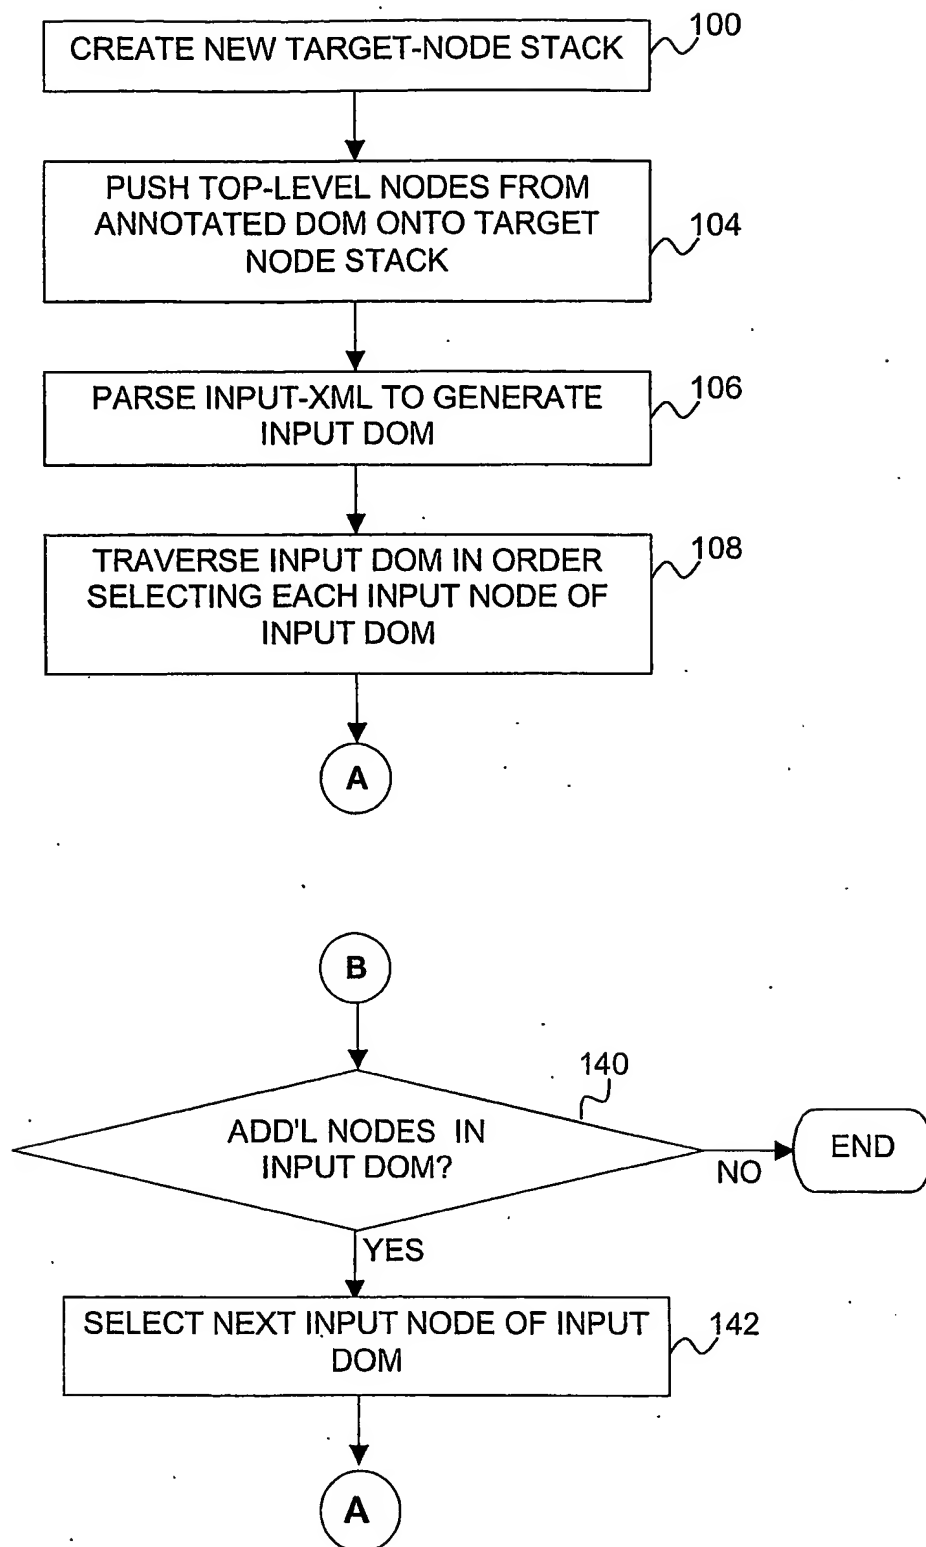 CREATE NEW TARGET-NODE STACK
100
PUSH TOP-LEVEL NODES FROM
ANNOTATED DOM ONTO TARGET
NODE STACK
104
PARSE INPUT-XML TO GENERATE
INPUT DOM
106
TRAVERSE INPUT DOM IN ORDER
SELECTING EACH INPUT NODE OF
INPUT DOM
108
A
B
140
ADD'L NODES IN
INPUT DOM?
NO
END
YES
SELECT NEXT INPUT NODE OF INPUT
DOM
142
A